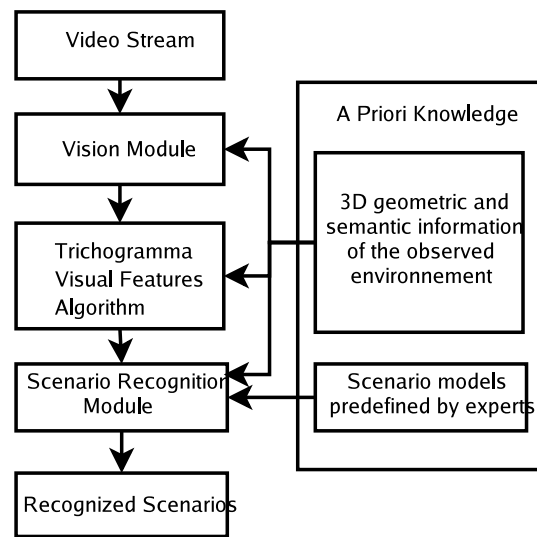 Video Stream
Vision Module
Trichogramma
Visual Features
Algorithm
Scenario Recognition
Module
Recognized Scenarios
A Priori Knowledge
3D geometric and
semantic information
of the observed
environnement
Scenario models
predefined by experts